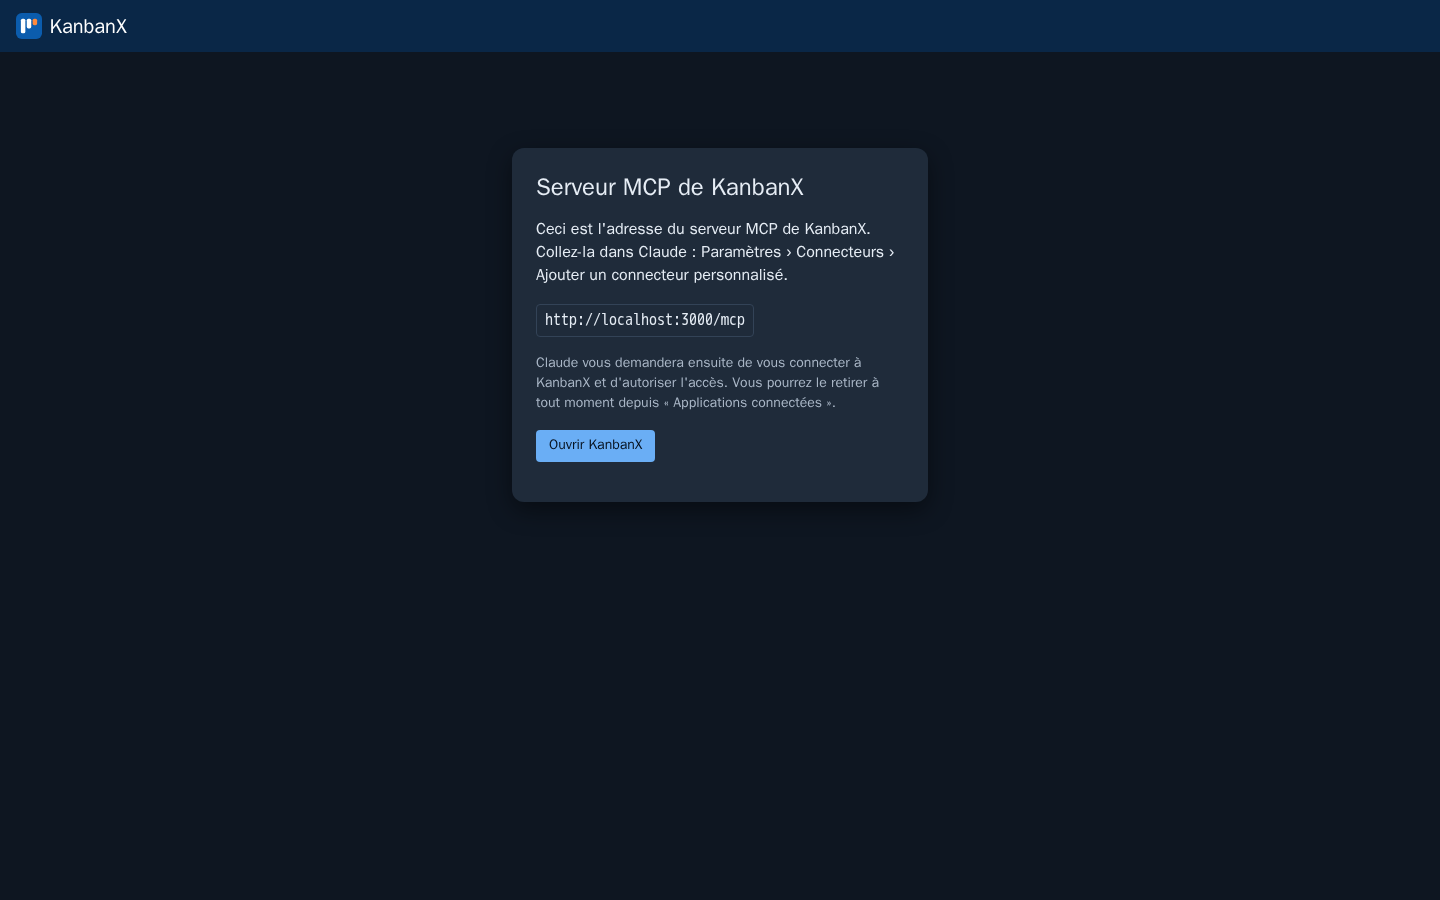 KanbanX
Serveur MCP de KanbanX
Ceci est l'adresse du serveur MCP de KanbanX.
Collez-la dans Claude : Paramètres › Connecteurs ›
Ajouter un connecteur personnalisé.
http://localhost:3000/mcp
Claude vous demandera ensuite de vous connecter à
KanbanX et d'autoriser l'accès. Vous pourrez le retirer à
tout moment depuis « Applications connectées ».
Ouvrir KanbanX